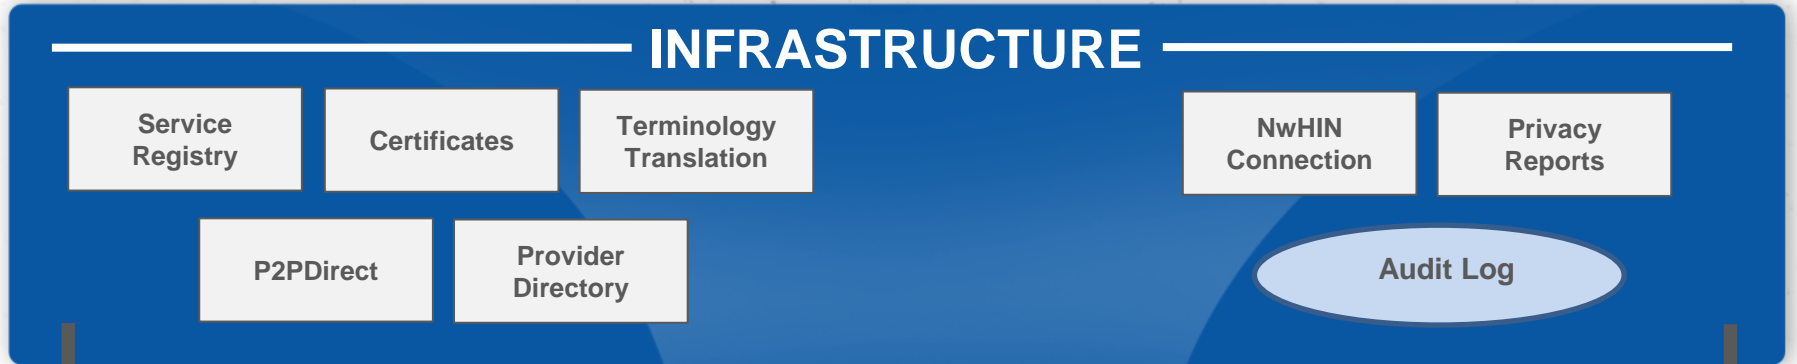 INFRASTRUCTURE
Service
Registry
Certificates
Terminology
Translation
NwHIN
Connection
Privacy
Reports
P2PDirect
Provider
Directory
Audit Log